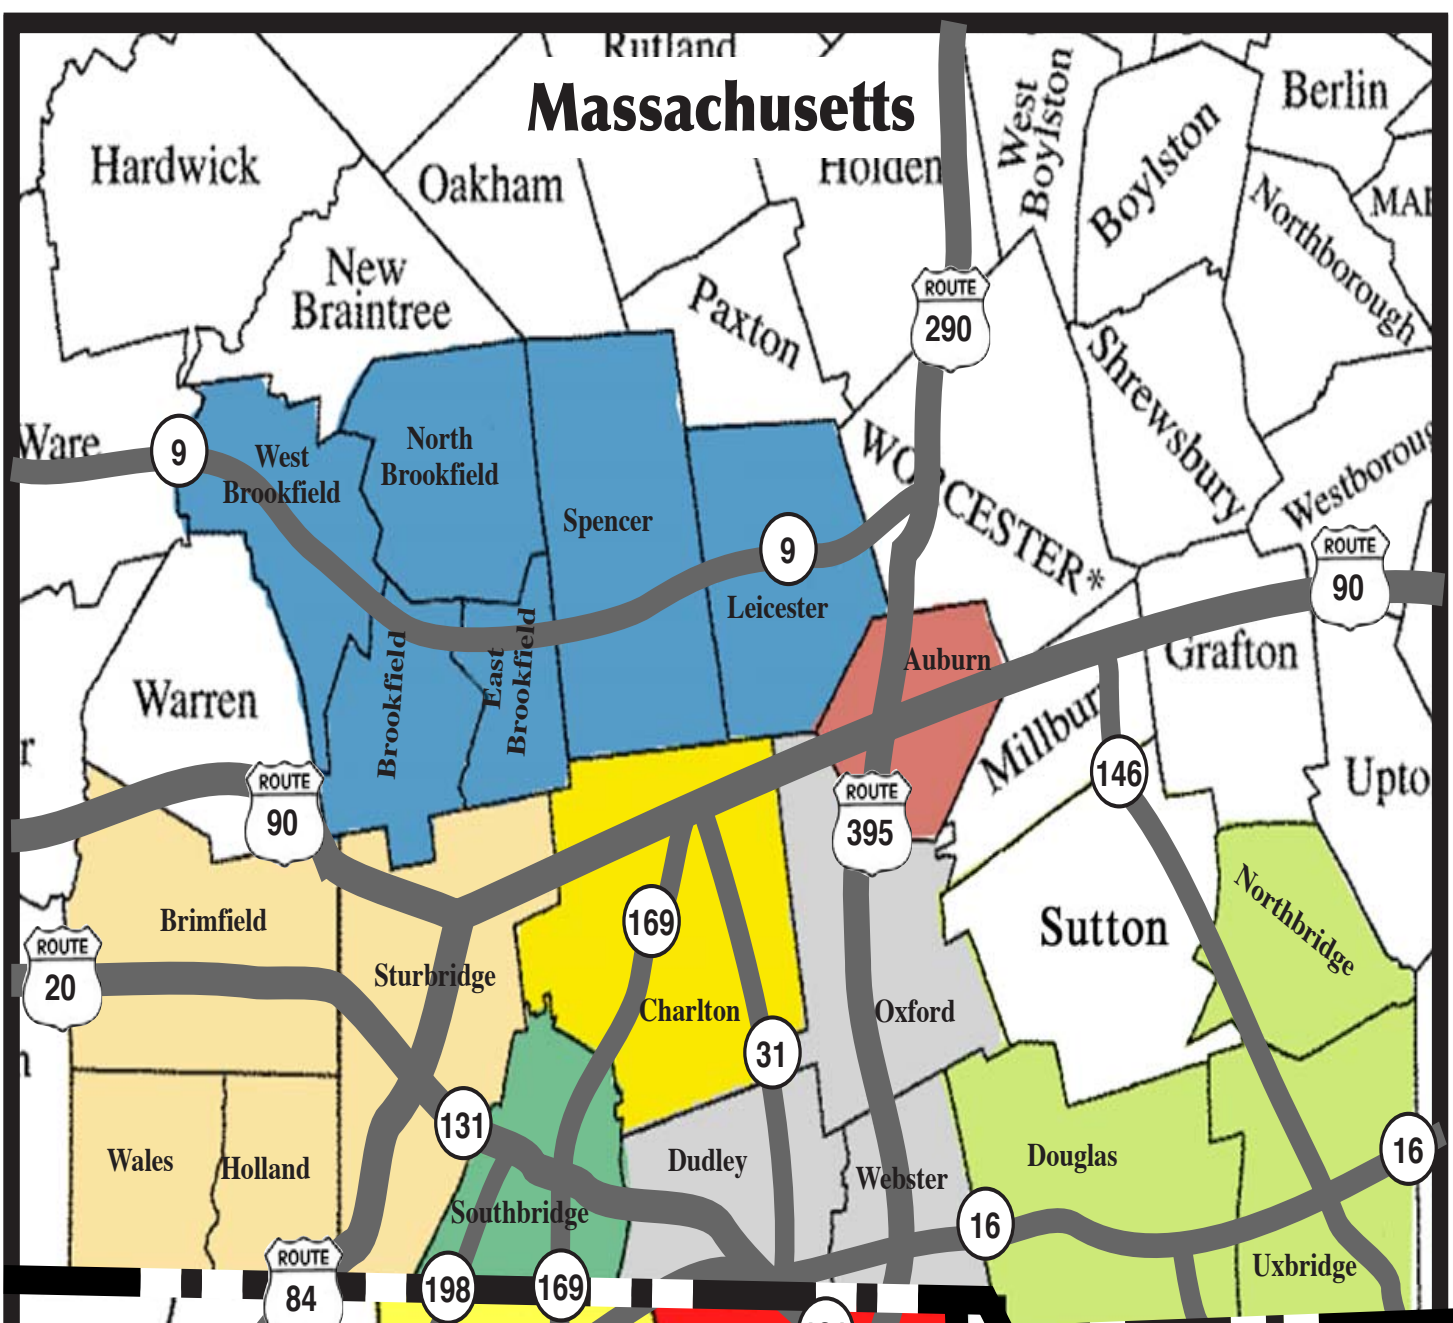 Rutland
Massachusetts
West
Boylston
Berlin
Boylston
Hardwick
Oakham
Holden
Northborough
New
Braintree
Paxton
ROUTE
290
Shrewsbury
Ware
9
West
Brookfield
North
Brookfield
Spencer
WORCESTER*
Westboroug
9
Leicester
ROUTE
90
Auburn
Grafton
Warren
Brookfield
East
Brookfield
Millbur
146
Upto
ROUTE
90
ROUTE
395
Brimfield
169
Sutton
Northbridge
ROUTE
20
Sturbridge
Charlton
Oxford
31
131
Wales
Holland
Dudley
Webster
Douglas
16
Southbridge
16
Uxbridge
ROUTE
84
198
169